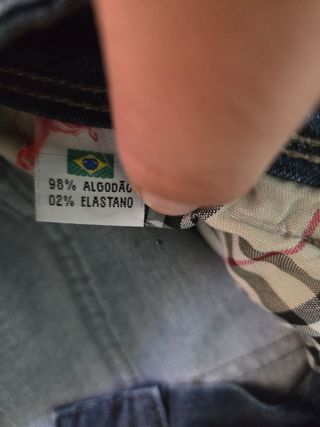 98% ALGODÃO
02% ELASTANO